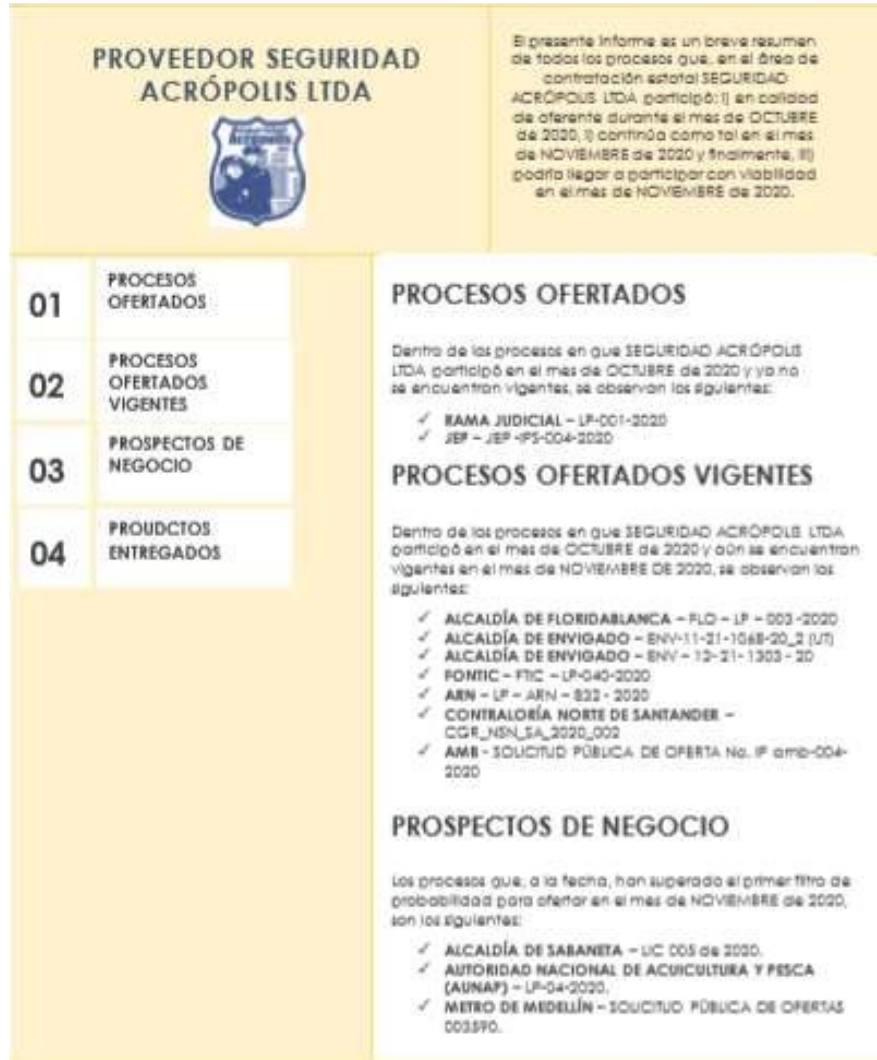 PROVEEDOR SEGURIDAD
ACRÓPOLIS LTDA
El presente informe es un breve resumen
de todos los procesos que, en el área de
contratación estatal SEGURIDAD
ACRÓPOLIS LTDA participó: i) en calidad
de oferente durante el mes de OCTUBRE
de 2020, ii) continúa como tal en el mes
de NOVIEMBRE de 2020 y finalmente, iii)
podría llegar a participar con viabilidad
en el mes de NOVIEMBRE de 2020.
01
PROCESOS
OFERTADOS
02
PROCESOS
OFERTADOS
VIGENTES
03
PROSPECTOS DE
NEGOCIO
04
PROUDCTOS
ENTREGADOS
PROCESOS OFERTADOS
Dentro de los procesos en que SEGURIDAD ACRÓPOLIS
LTDA participó en el mes de OCTUBRE de 2020 y ya no
se encuentran vigentes, se observan los siguientes:
✓ RAMA JUDICIAL – LP-001-2020
✓ JEP – JEP -IPS-004-2020
PROCESOS OFERTADOS VIGENTES
Dentro de los procesos en que SEGURIDAD ACRÓPOLIS LTDA
participó en el mes de OCTUBRE de 2020 y aún se encuentran
vigentes en el mes de NOVIEMBRE DE 2020, se observan los
siguientes:
✓ ALCALDÍA DE FLORIDABLANCA – FLO – LP – 003 -2020
✓ ALCALDÍA DE ENVIGADO – ENV-11-21-1068-20_2 (UT)
✓ ALCALDÍA DE ENVIGADO – ENV – 12-21- 1303 - 20
✓ FONTIC – FTIC – LP-040-2020
✓ ARN – LP – ARN – 832 - 2020
✓ CONTRALORÍA NORTE DE SANTANDER –
CGR_NSN_SA_2020_002
✓ AMB - SOLICITUD PÚBLICA DE OFERTA No. IP amb-004-
2020
PROSPECTOS DE NEGOCIO
Los procesos que, a la fecha, han superado el primer filtro de
probabilidad para ofertar en el mes de NOVIEMBRE de 2020,
son los siguientes:
✓ ALCALDÍA DE SABANETA – LIC 005 de 2020.
✓ AUTORIDAD NACIONAL DE ACUICULTURA Y PESCA
(AUNAP) – LP-04-2020.
✓ METRO DE MEDELLÍN – SOLICITUD PÚBLICA DE OFERTAS
003590.